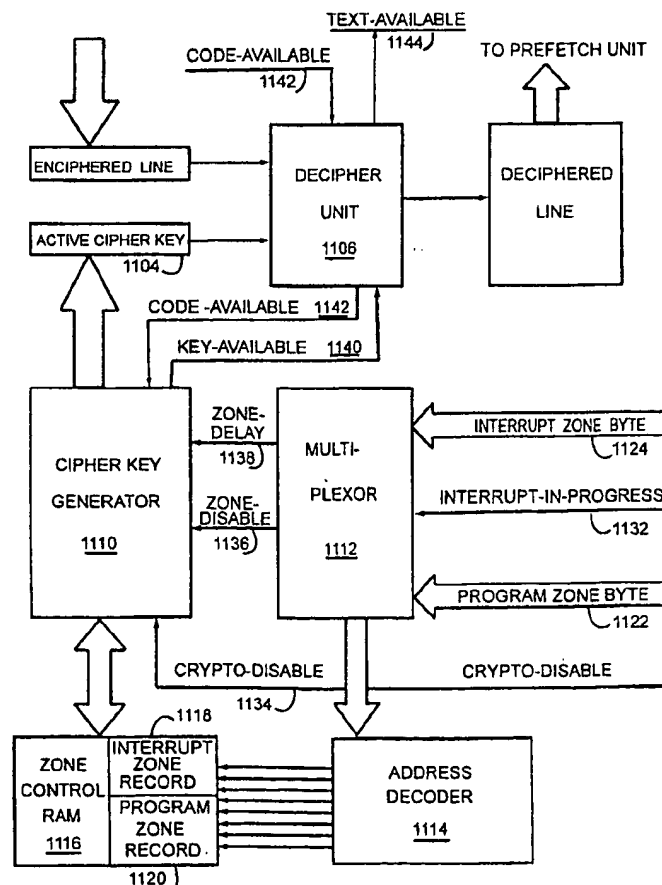 TEXT-AVAILABLE
1144
CODE-AVAILABLE
1142
TO PREFETCH UNIT
ENCIPHERED LINE
DECIPHER
UNIT
1106
DECIPHERED
LINE
ACTIVE CIPHER KEY
1104
CODE -AVAILABLE 1142
KEY-AVAILABLE 1140
CIPHER KEY
GENERATOR
1110
ZONE-
DELAY
1138
ZONE-
DISABLE
1136
MULTI-
PLEXOR
1112
INTERRUPT ZONE BYTE
1124
INTERRUPT-IN-PROGRESS
1132
PROGRAM ZONE BYTE
1122
CRYPTO-DISABLE
1134
CRYPTO-DISABLE
1118
ZONE
CONTROL
RAM
1116
INTERRUPT
ZONE
RECORD
PROGRAM
ZONE
RECORD
1120
ADDRESS
DECODER
1114